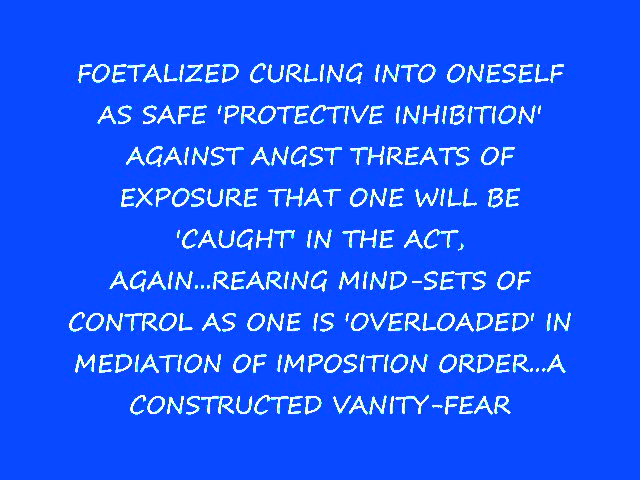 FOETALIZED CURLING INTO ONESELF
AS SAFE 'PROTECTIVE INHIBITION'
AGAINST ANGST THREATS OF
EXPOSURE THAT ONE WILL BE
'CAUGHT' IN THE ACT,
AGAIN...REARING MIND-SETS OF
CONTROL AS ONE IS 'OVERLOADED' IN
MEDIATION OF IMPOSITION ORDER...A
CONSTRUCTED VANITY-FEAR